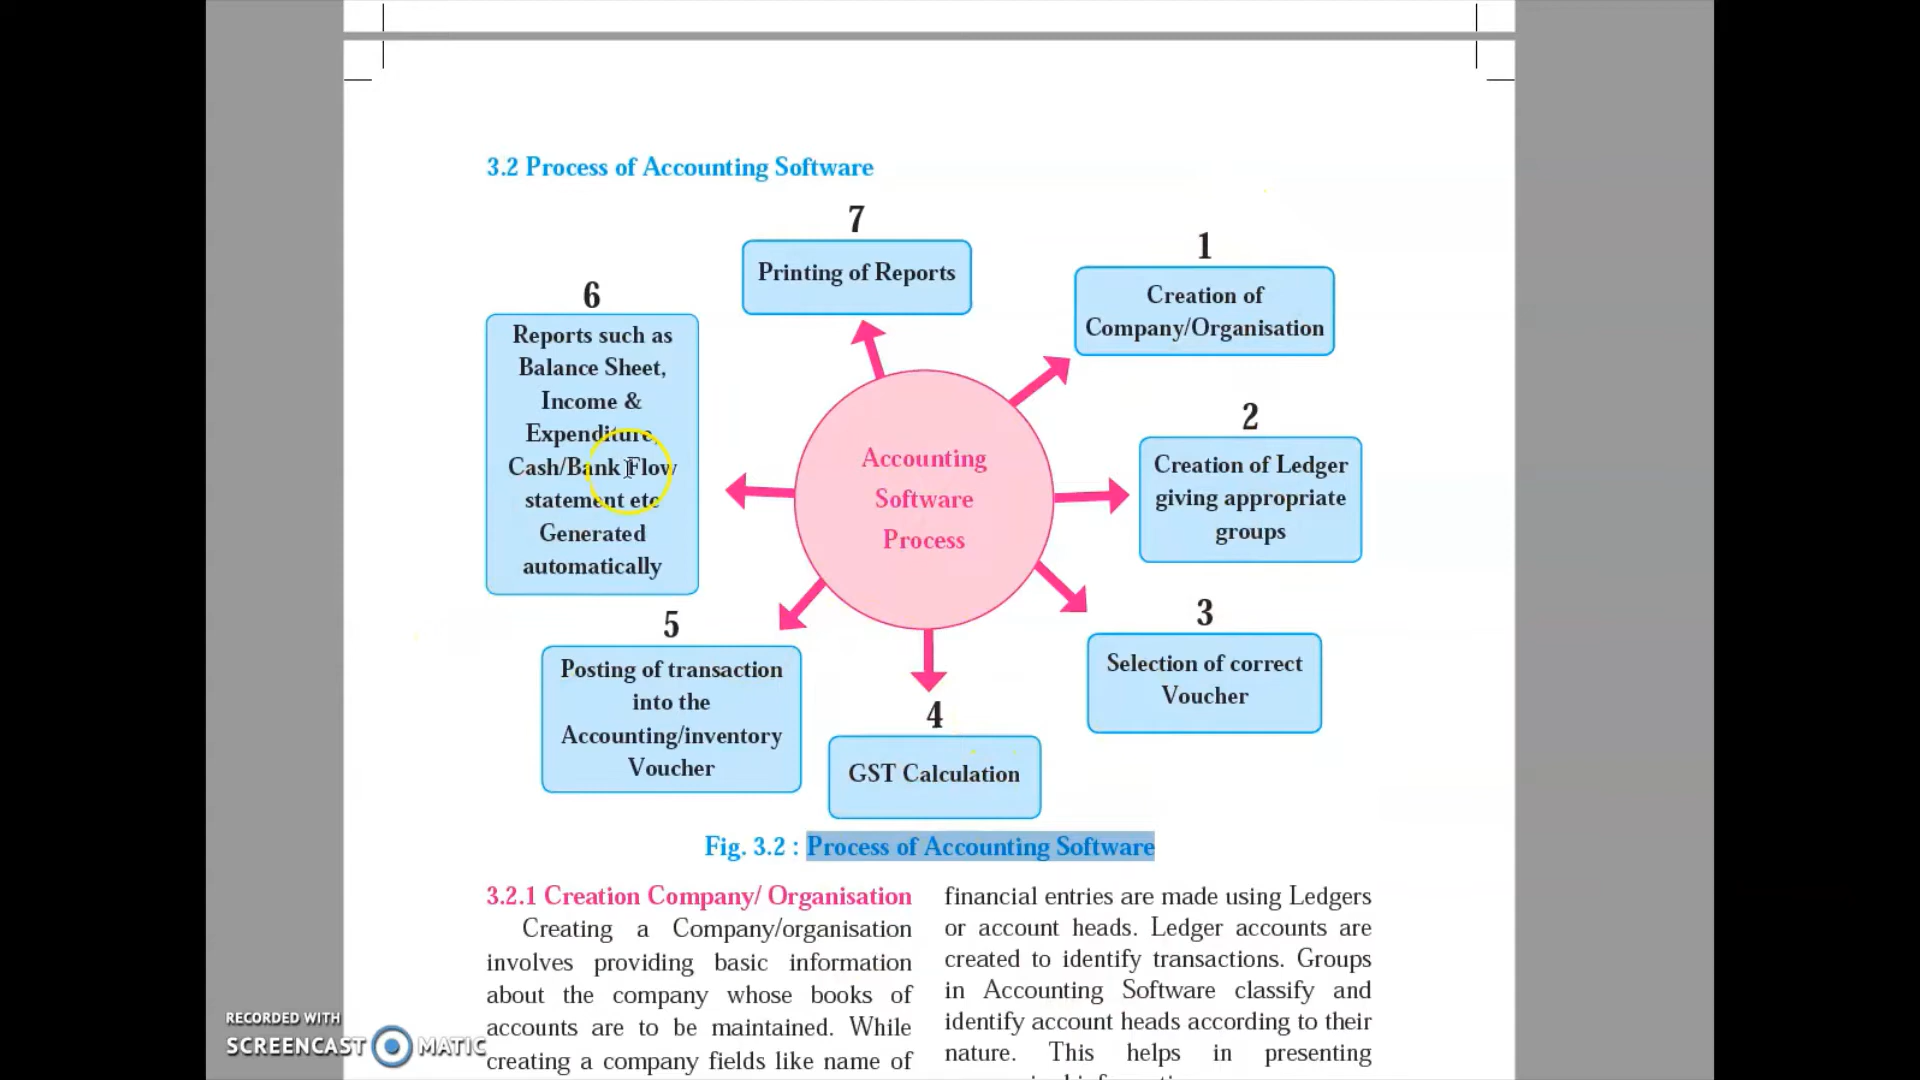 3.2 Process of Accounting Software
7
Printing of Reports
1
Creation of
Company/Organisation
6
Reports such as
Balance Sheet,
Income &
Expenditure,
Cash/Bank Flow
statement etc
Generated
automatically
2
Creation of Ledger
giving appropriate
groups
Accounting
Software
Process
5
Posting of transaction
into the
Accounting/inventory
Voucher
3
Selection of correct
Voucher
4
GST Calculation
Fig. 3.2 : Process of Accounting Software
3.2.1 Creation Company/ Organisation
Creating a Company/organisation
involves providing basic information
about the company whose books of
accounts are to be maintained. While
creating a company fields like name of
financial entries are made using Ledgers
or account heads. Ledger accounts are
created to identify transactions. Groups
in Accounting Software classify and
identify account heads according to their
nature. This helps in presenting
RECORDED WITH
SCREENCAST MATIC